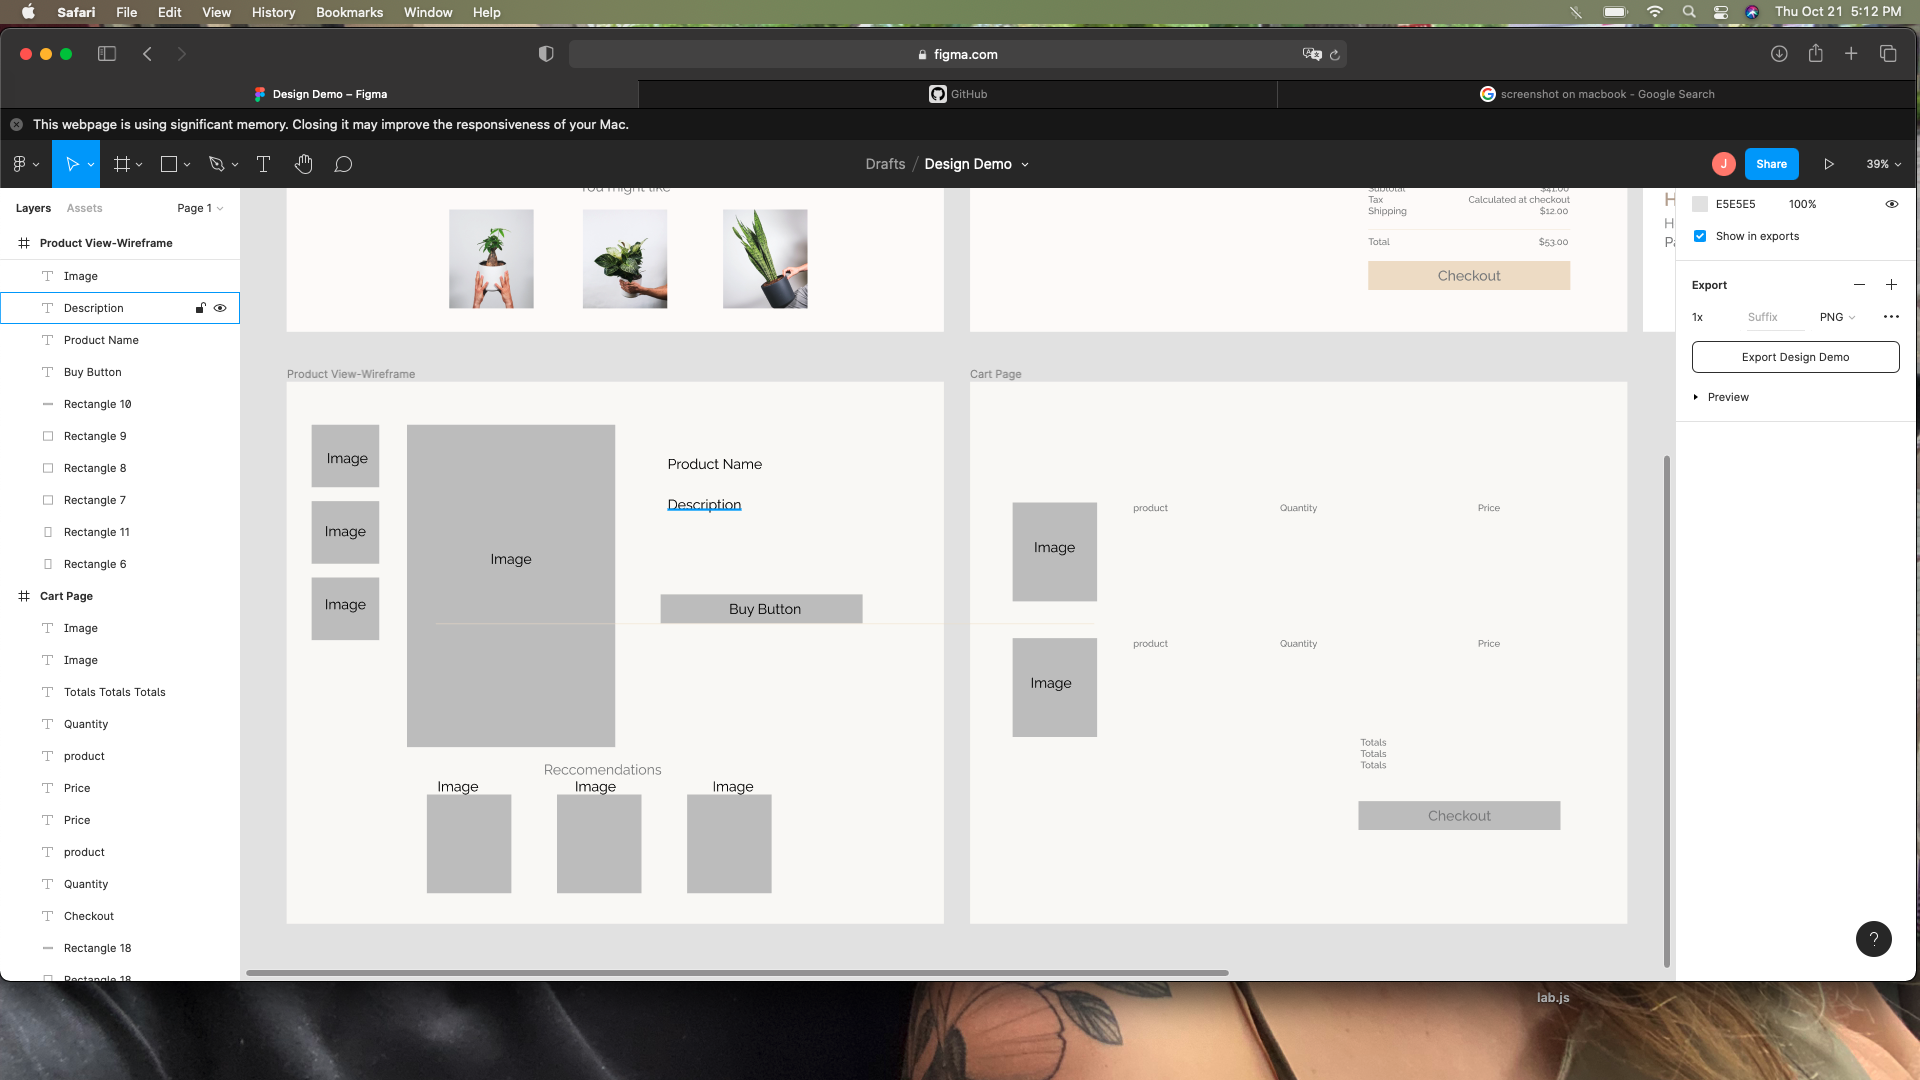 Safari File Edit View History Bookmarks Window Help Thu Oct 21 5:12 PM
figma.com
Design Demo – Figma GitHub screenshot on macbook - Google Search
This webpage is using significant memory. Closing it may improve the responsiveness of your Mac.
Drafts / Design Demo J Share 39%
Layers Assets Page 1
Product View-Wireframe
Image
Description
Product Name
Buy Button
Rectangle 10
Rectangle 9
Rectangle 8
Rectangle 7
Rectangle 11
Rectangle 6
Cart Page
Image
Image
Totals Totals Totals
Quantity
product
Price
Price
product
Quantity
Checkout
Rectangle 18
Rectangle 18
You might like
Subtotal $41.00
Tax Calculated at checkout
Shipping $12.00
Total $53.00
Checkout
Product View-Wireframe
Image
Image
Image
Image
Product Name
Description
Buy Button
Reccomendations
Image Image Image
Cart Page
Image product Quantity Price
Image product Quantity Price
Totals
Totals
Totals
Checkout
E5E5E5 100%
Show in exports
Export
1x Suffix PNG
Export Design Demo
Preview
?
lab.js